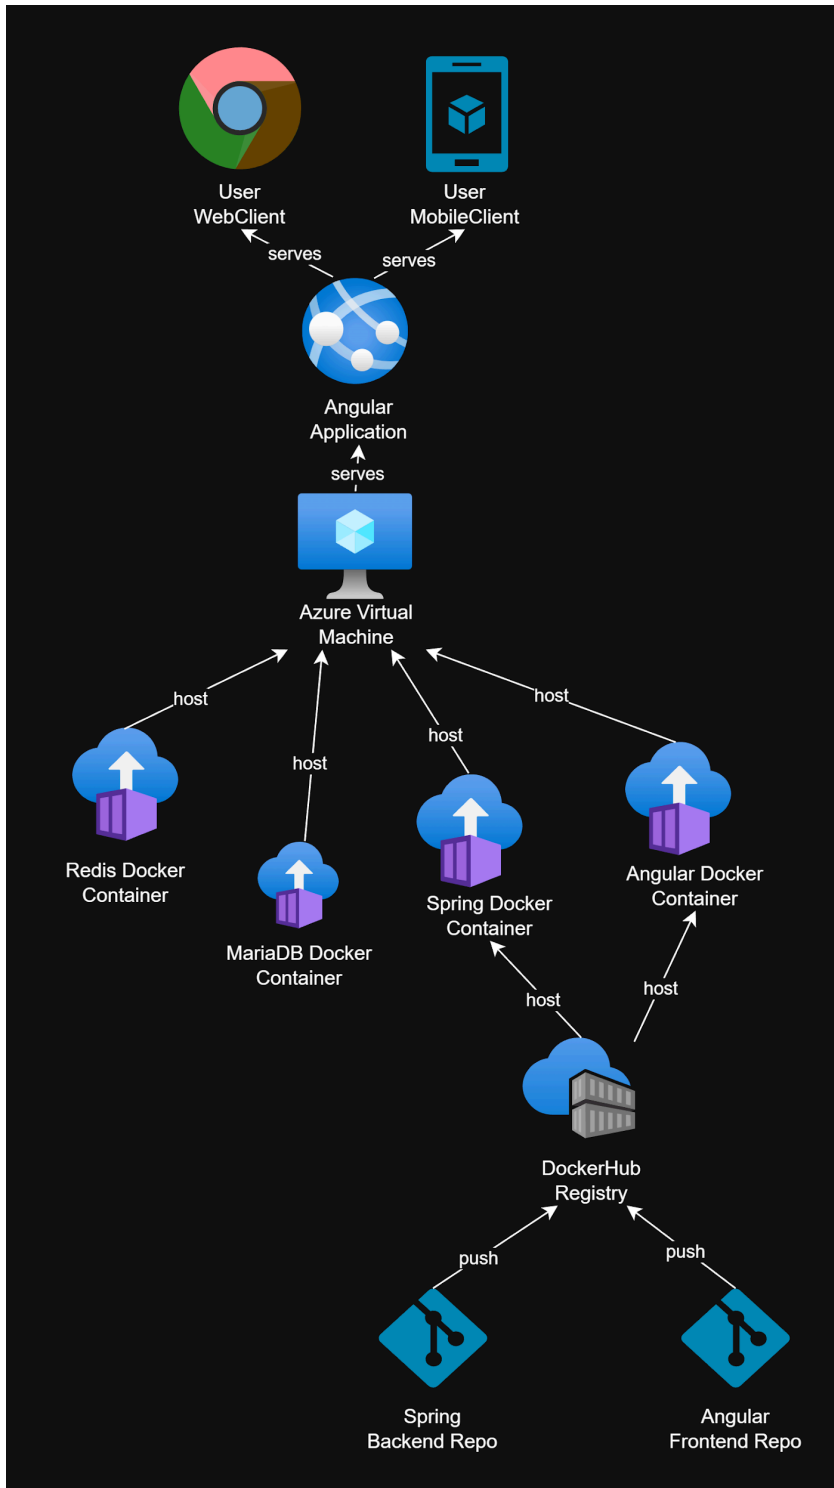 User
WebClient
User
MobileClient
serves
serves
Angular
Application
serves
Azure Virtual
Machine
host
host
host
host
Redis Docker
Container
MariaDB Docker
Container
Spring Docker
Container
Angular Docker
Container
host
host
DockerHub
Registry
push
push
Spring
Backend Repo
Angular
Frontend Repo